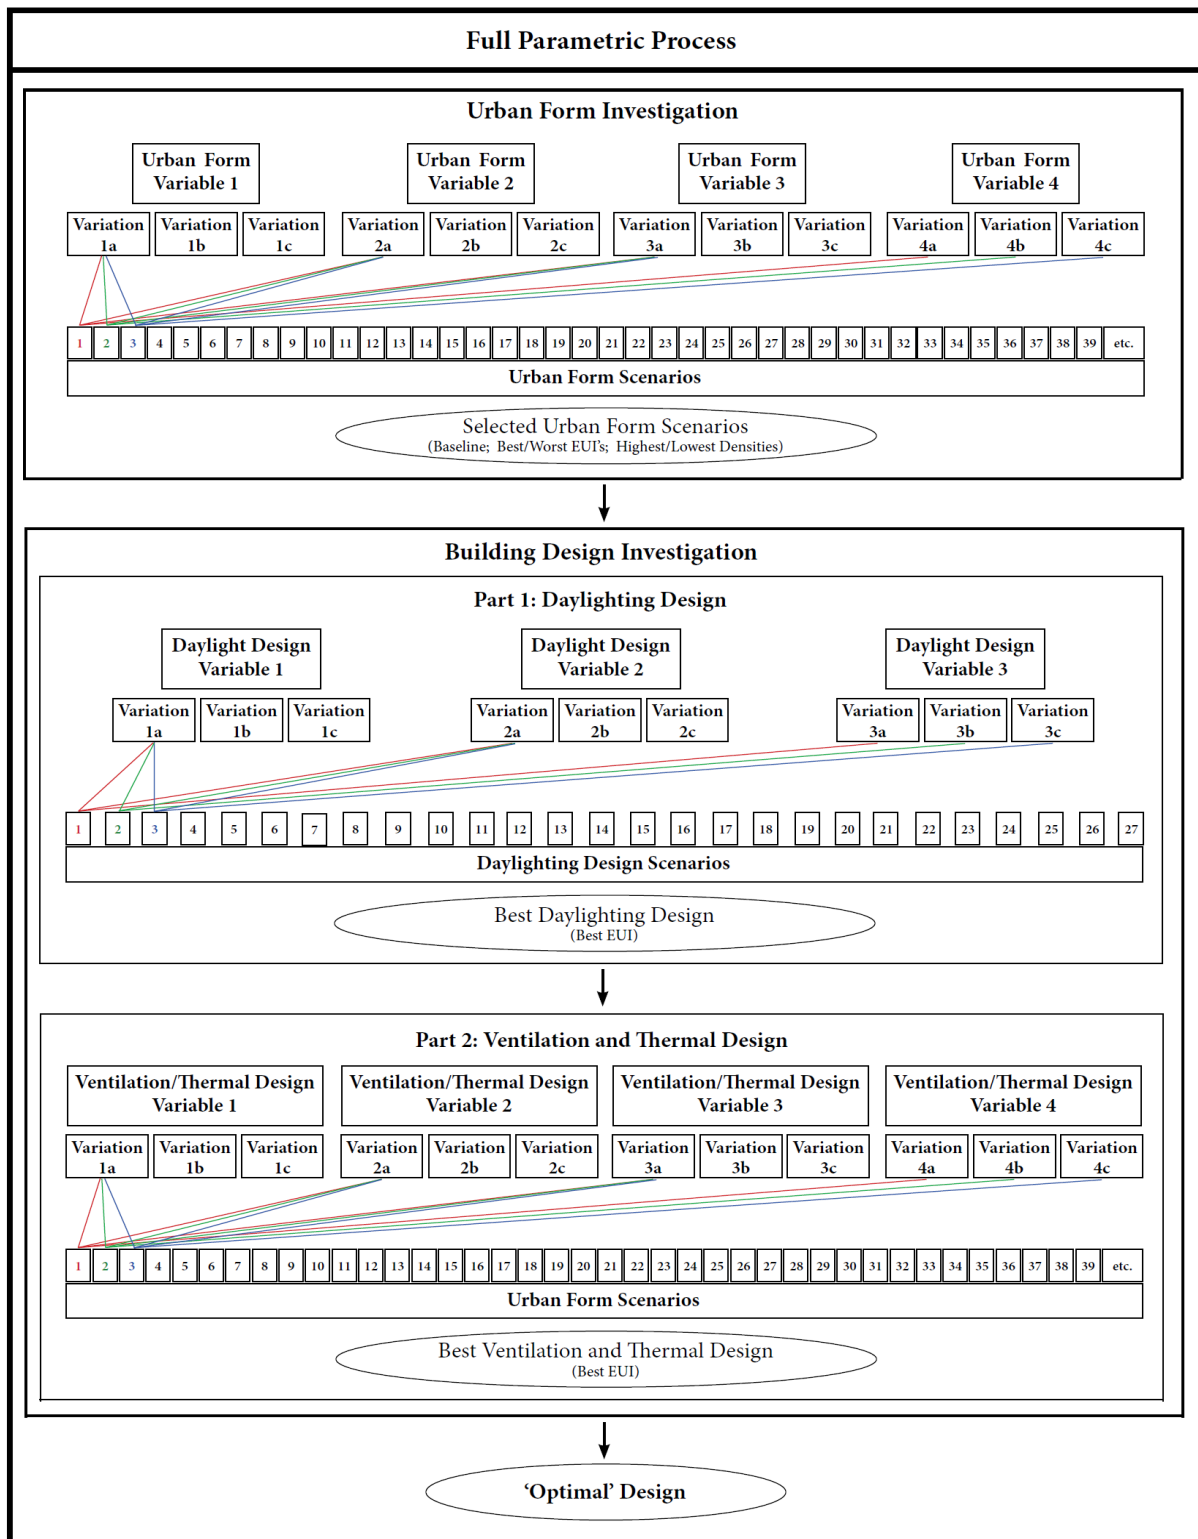 Full Parametric Process
Urban Form Investigation
Urban Form Variable 1
Urban Form Variable 2
Urban Form Variable 3
Urban Form Variable 4
Variation 1a
Variation 1b
Variation 1c
Variation 2a
Variation 2b
Variation 2c
Variation 3a
Variation 3b
Variation 3c
Variation 4a
Variation 4b
Variation 4c
1 2 3 4 5 6 7 8 9 10 11 12 13 14 15 16 17 18 19 20 21 22 23 24 25 26 27 28 29 30 31 32 33 34 35 36 37 38 39 etc.
Urban Form Scenarios
Selected Urban Form Scenarios
(Baseline; Best/Worst EUI's; Highest/Lowest Densities)
Building Design Investigation
Part 1: Daylighting Design
Daylight Design Variable 1
Daylight Design Variable 2
Daylight Design Variable 3
Variation 1a
Variation 1b
Variation 1c
Variation 2a
Variation 2b
Variation 2c
Variation 3a
Variation 3b
Variation 3c
1 2 3 4 5 6 7 8 9 10 11 12 13 14 15 16 17 18 19 20 21 22 23 24 25 26 27
Daylighting Design Scenarios
Best Daylighting Design
(Best EUI)
Part 2: Ventilation and Thermal Design
Ventilation/Thermal Design Variable 1
Ventilation/Thermal Design Variable 2
Ventilation/Thermal Design Variable 3
Ventilation/Thermal Design Variable 4
Variation 1a
Variation 1b
Variation 1c
Variation 2a
Variation 2b
Variation 2c
Variation 3a
Variation 3b
Variation 3c
Variation 4a
Variation 4b
Variation 4c
1 2 3 4 5 6 7 8 9 10 11 12 13 14 15 16 17 18 19 20 21 22 23 24 25 26 27 28 29 30 31 32 33 34 35 36 37 38 39 etc.
Urban Form Scenarios
Best Ventilation and Thermal Design
(Best EUI)
‘Optimal’ Design